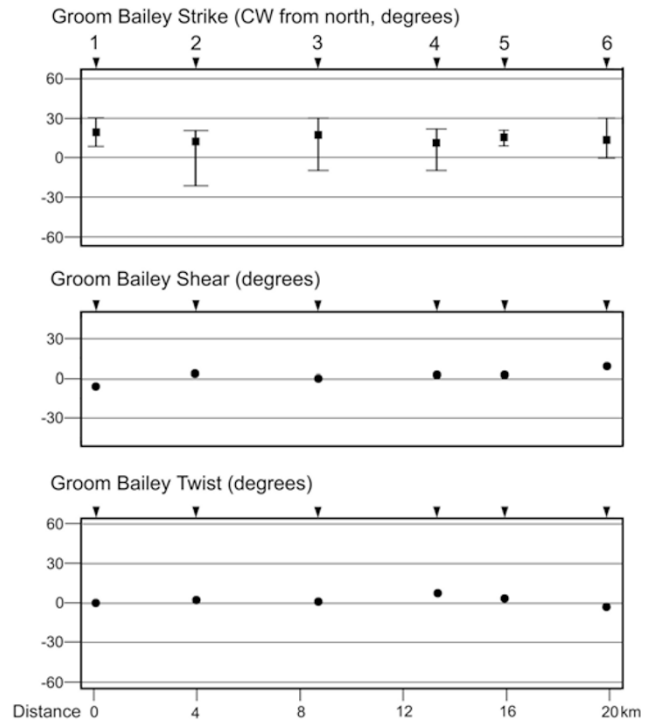 Groom Bailey Strike (CW from north, degrees)
1 2 3 4 5 6
60
30
0
-30
-60
Groom Bailey Shear (degrees)
30
0
-30
Groom Bailey Twist (degrees)
60
30
0
-30
-60
Distance 0 4 8 12 16 20 km